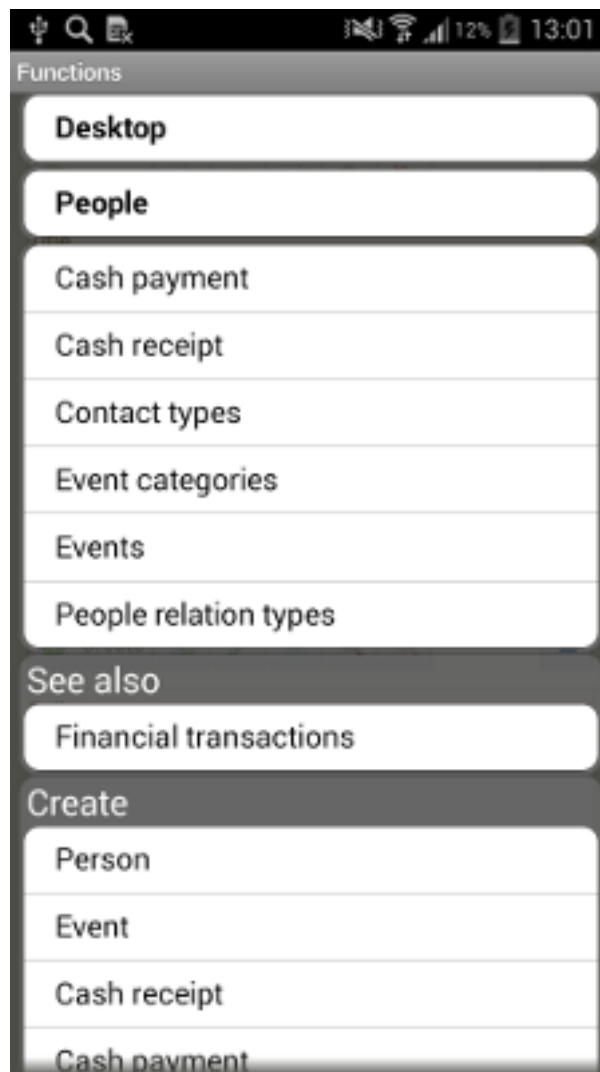 12% 13:01
Functions
Desktop
People
Cash payment
Cash receipt
Contact types
Event categories
Events
People relation types
See also
Financial transactions
Create
Person
Event
Cash receipt
Cash payment